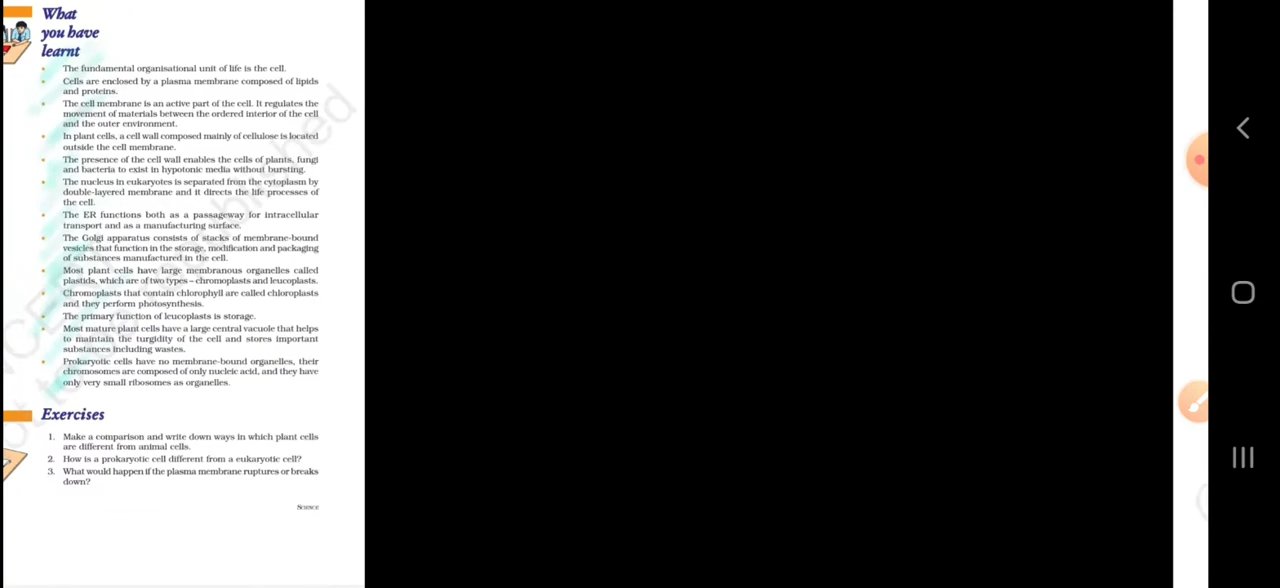 What
you have
learnt
• The fundamental organisational unit of life is the cell.
• Cells are enclosed by a plasma membrane composed of lipids
and proteins.
• The cell membrane is an active part of the cell. It regulates the
movement of materials between the ordered interior of the cell
and the outer environment.
• In plant cells, a cell wall composed mainly of cellulose is located
outside the cell membrane.
• The presence of the cell wall enables the cells of plants, fungi
and bacteria to exist in hypotonic media without bursting.
• The nucleus in eukaryotes is separated from the cytoplasm by
double-layered membrane and it directs the life processes of
the cell.
• The ER functions both as a passageway for intracellular
transport and as a manufacturing surface.
• The Golgi apparatus consists of stacks of membrane-bound
vesicles that function in the storage, modification and packaging
of substances manufactured in the cell.
• Most plant cells have large membranous organelles called
plastids, which are of two types – chromoplasts and leucoplasts.
• Chromoplasts that contain chlorophyll are called chloroplasts
and they perform photosynthesis.
• The primary function of leucoplasts is storage.
• Most mature plant cells have a large central vacuole that helps
to maintain the turgidity of the cell and stores important
substances including wastes.
• Prokaryotic cells have no membrane-bound organelles, their
chromosomes are composed of only nucleic acid, and they have
only very small ribosomes as organelles.
Exercises
1. Make a comparison and write down ways in which plant cells
are different from animal cells.
2. How is a prokaryotic cell different from a eukaryotic cell?
3. What would happen if the plasma membrane ruptures or breaks
down?
SCIENCE